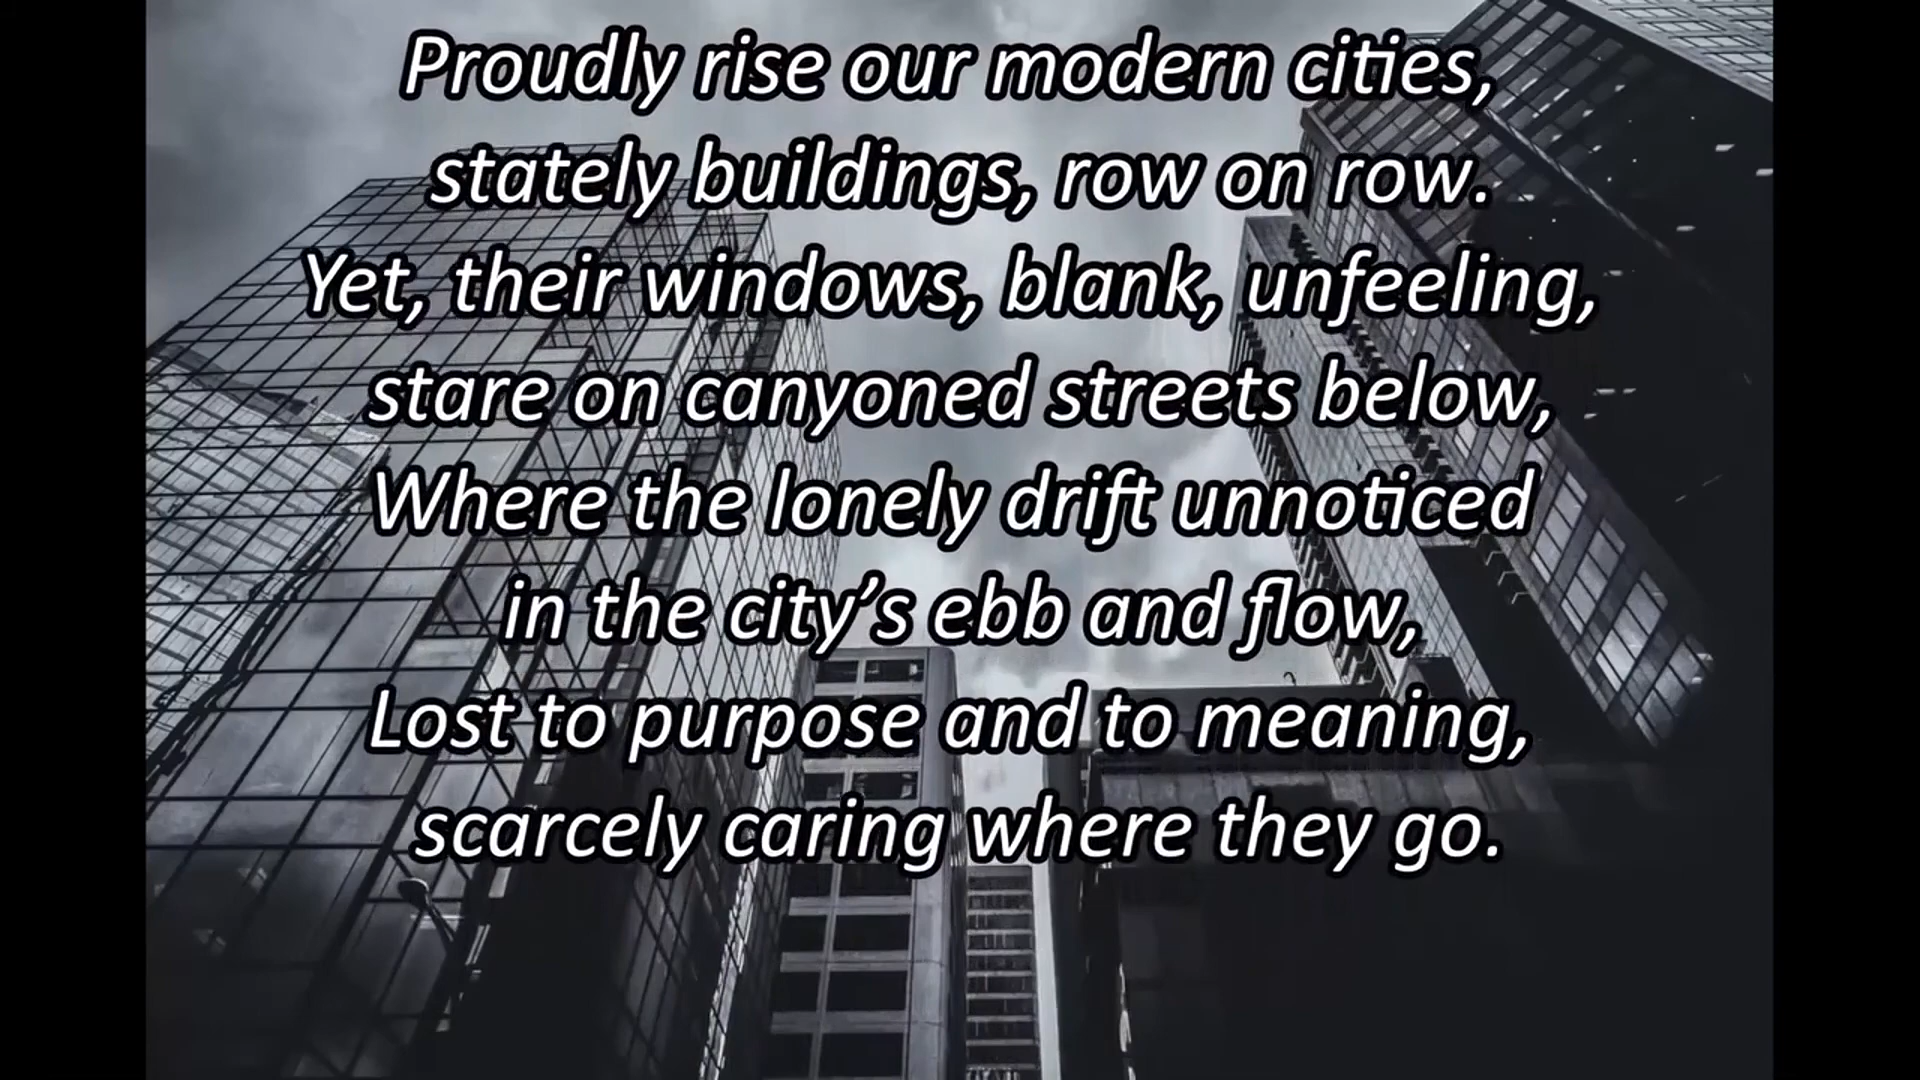 Proudly rise our modern cities,
stately buildings, row on row.
Yet, their windows, blank, unfeeling,
stare on canyoned streets below,
Where the lonely drift unnoticed
in the city’s ebb and flow,
Lost to purpose and to meaning,
scarcely caring where they go.